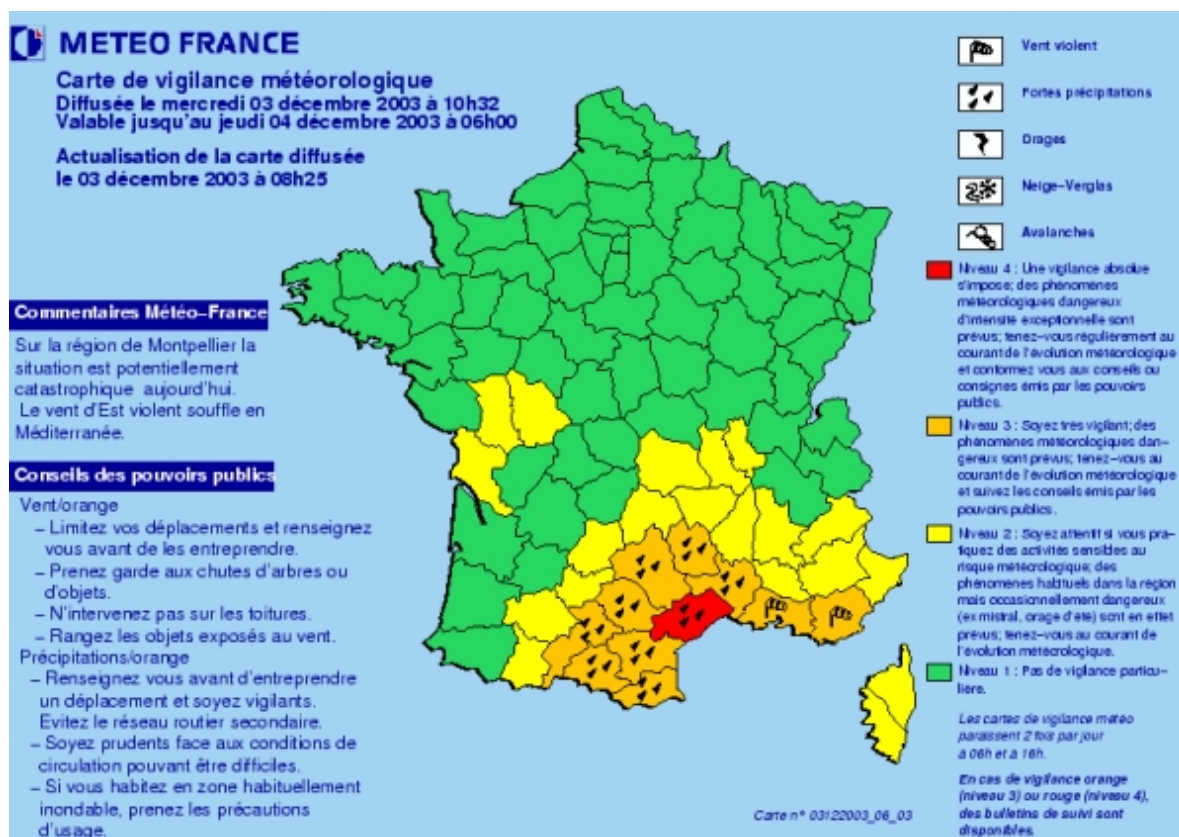 METEO FRANCE
Carte de vigilance météorologique
Diffusée le mercredi 03 décembre 2003 à 10h32
Valable jusqu'au jeudi 04 décembre 2003 à 06h00
Actualisation de la carte diffusée
le 03 décembre 2003 à 08h25
Commentaires Météo-France
Sur la région de Montpellier la
situation est potentiellement
catastrophique aujourd'hui.
Le vent d'Est violent souffle en
Méditerranée.
Conseils des pouvoirs publics
Vent/orange
- Limitez vos déplacements et renseignez
vous avant de les entreprendre.
- Prenez garde aux chutes d'arbres ou
d'objets.
- N'intervenez pas sur les toitures.
- Rangez les objets exposés au vent.
Précipitations/orange
- Renseignez vous avant d'entreprendre
un déplacement et soyez vigilants.
Evitez le réseau routier secondaire.
- Soyez prudents face aux conditions de
circulation pouvant être difficiles.
- Si vous habitez en zone habituellement
inondable, prenez les précautions
d'usage.
Vent violent
Fortes précipitations
Orages
Neige-Verglas
Avalanches
Niveau 4 : Une vigilance absolue
s'impose; des phénomènes
météorologiques dangereux
d'intensité exceptionnelle sont
prévus; tenez-vous régulièrement au
courant de l'évolution météorologique
et conformez vous aux conseils ou
consignes émis par les pouvoirs
publics.
Niveau 3 : Soyez très vigilant; des
phénomènes météorologiques dan-
gereux sont prévus; tenez-vous au
courant de l'évolution météorologique
et suivez les conseils émis par les
pouvoirs publics.
Niveau 2 : Soyez attentif si vous pra-
tiquez des activités sensibles au
risque météorologique; des
phénomènes habituels dans la région
mais occasionnellement dangereux
(ex mistral, orage d'été) sont en effet
prévus; tenez-vous au courant de
l'évolution météorologique.
Niveau 1 : Pas de vigilance particu-
lière.
Les cartes de vigilance météo
paraissent 2 fois par jour
a 06h et a 16h.
En cas de vigilance orange
(niveau 3) ou rouge (niveau 4),
des bulletins de suivi sont
disponibles.
Carte n° 03122003_06_03